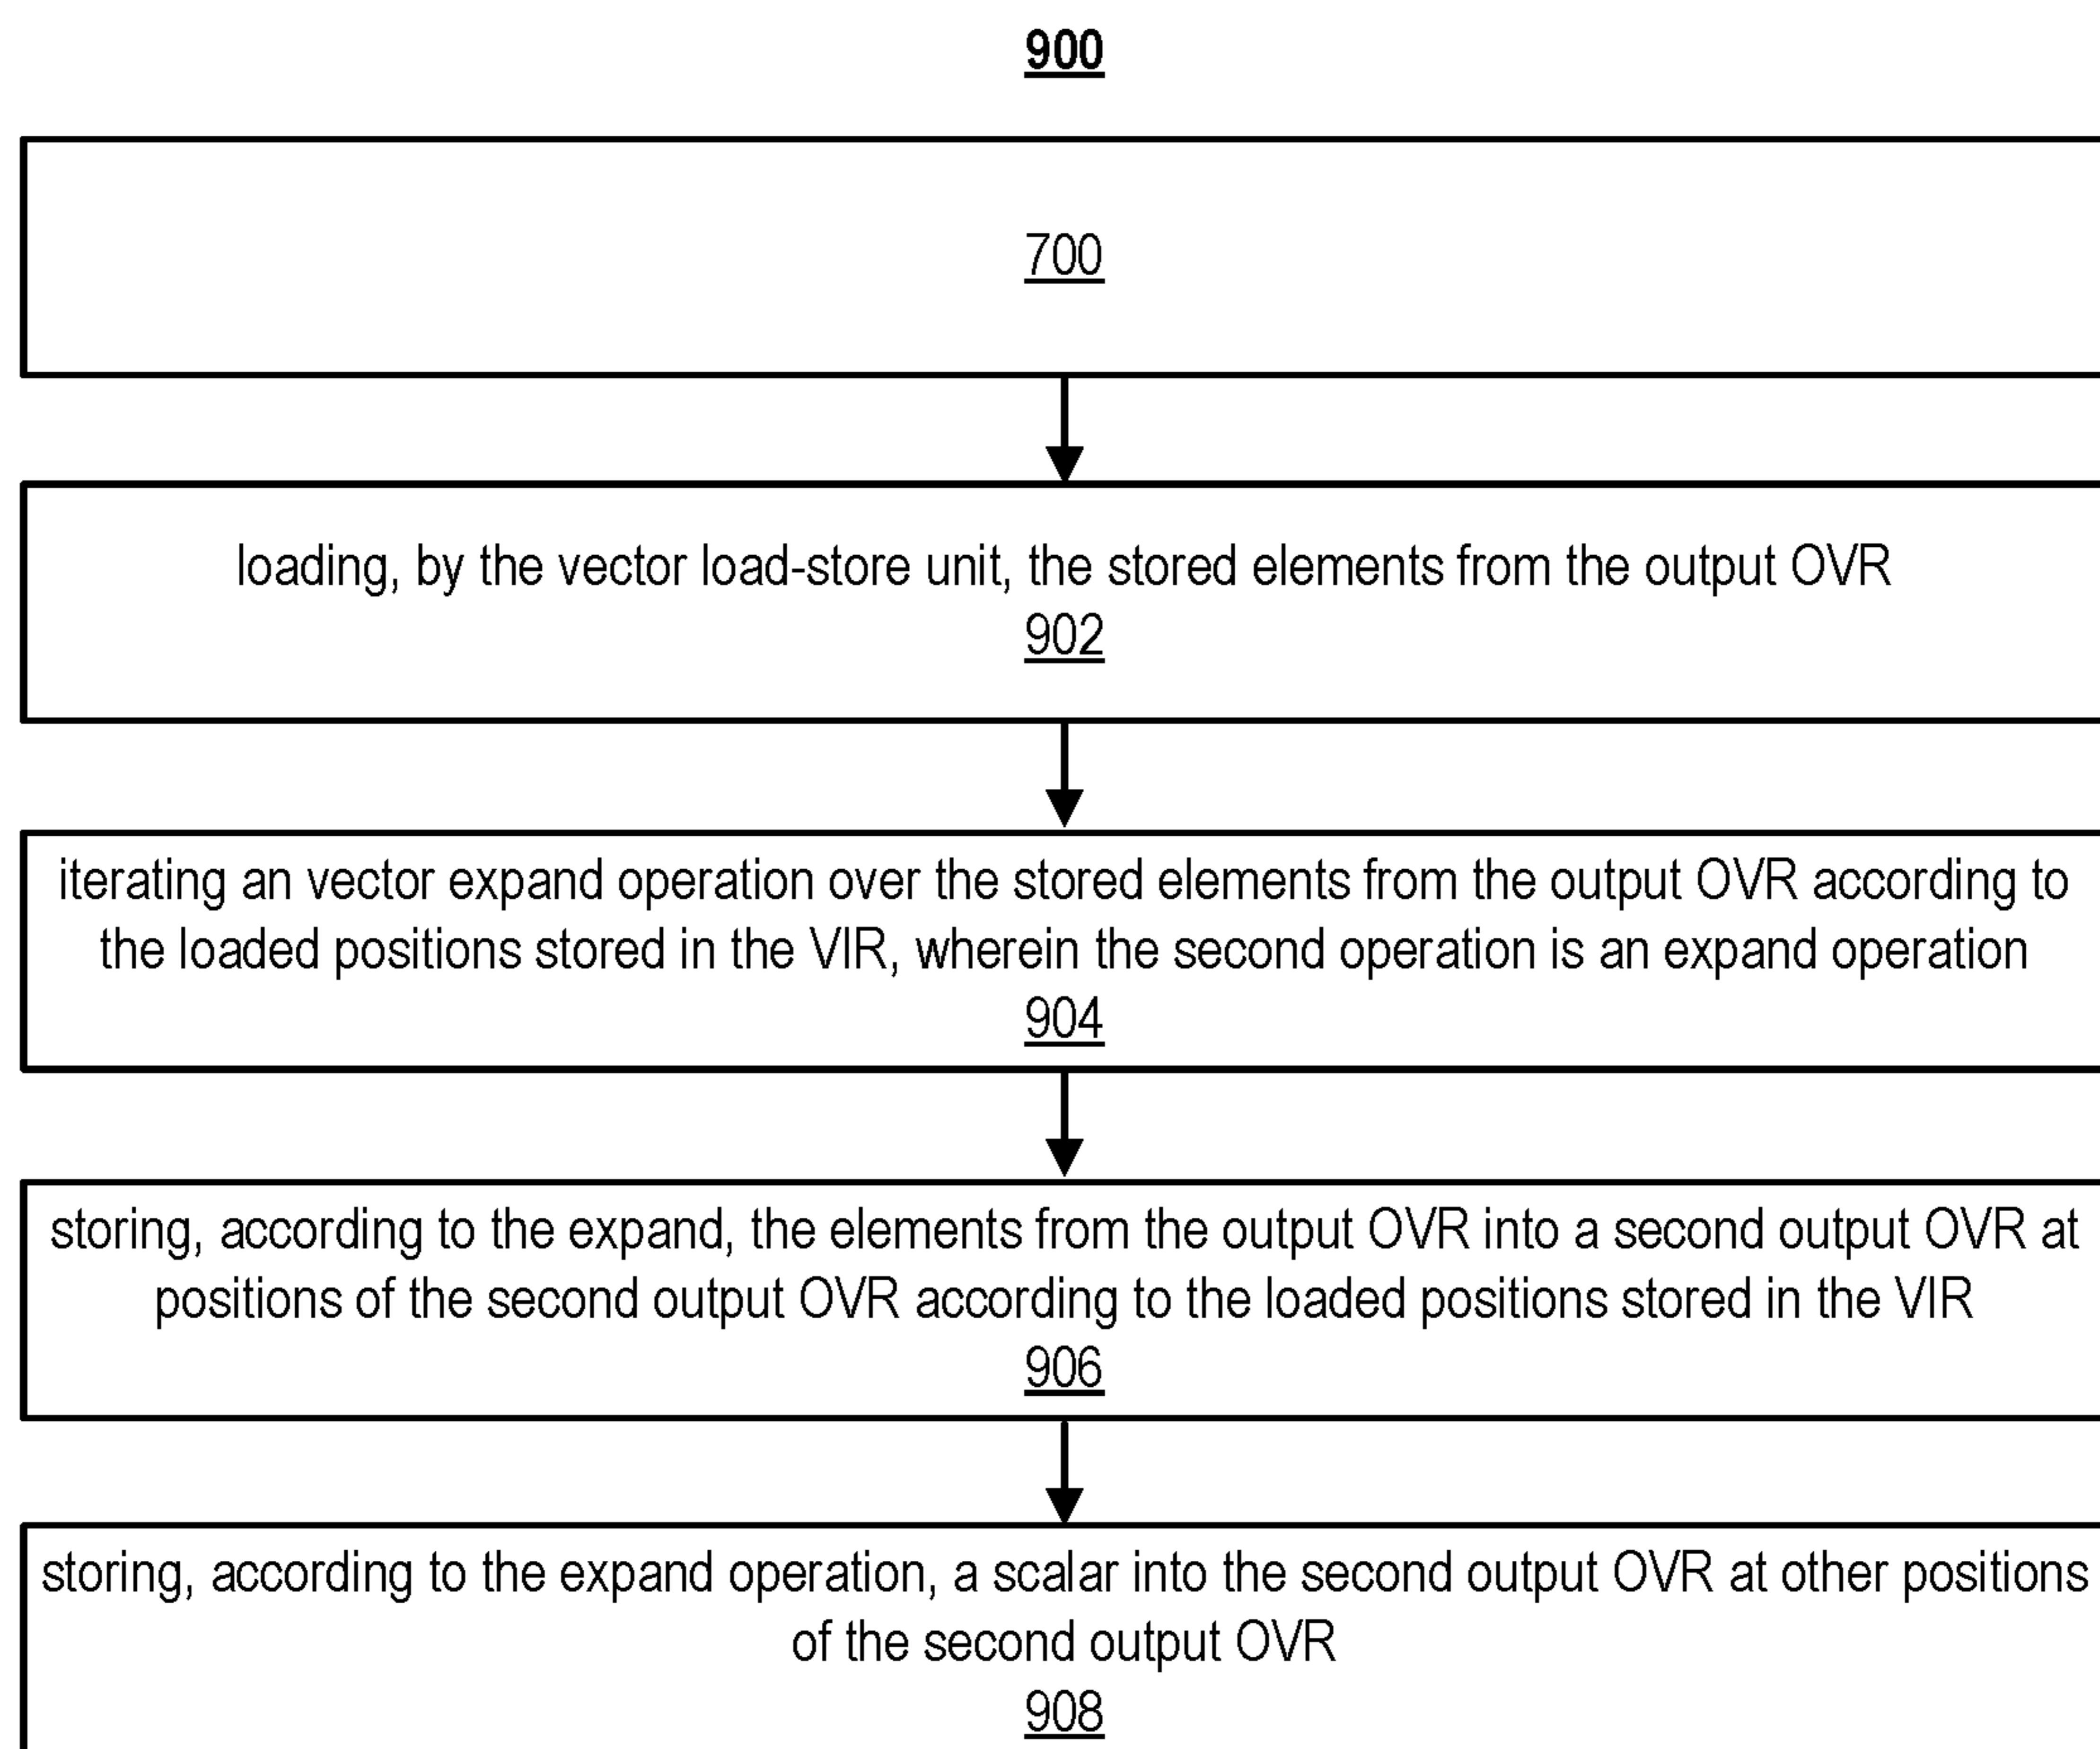 900
700
loading, by the vector load-store unit, the stored elements from the output OVR
902
iterating an vector expand operation over the stored elements from the output OVR according to
the loaded positions stored in the VIR, wherein the second operation is an expand operation
904
storing, according to the expand, the elements from the output OVR into a second output OVR at
positions of the second output OVR according to the loaded positions stored in the VIR
906
storing, according to the expand operation, a scalar into the second output OVR at other positions
of the second output OVR
908